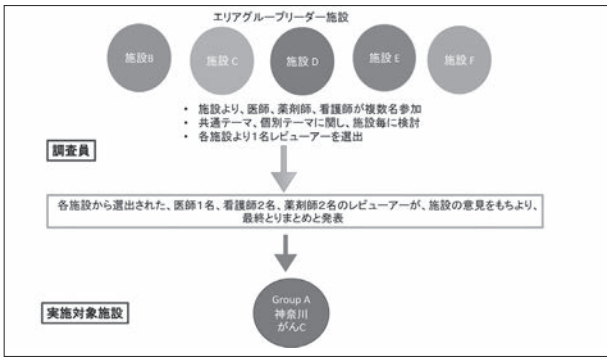 エリアグループリーダー施設
施設B
施設 C
施設 D
施設 E
施設 F
• 施設より、医師、薬剤師、看護師が複数名参加
• 共通テーマ、個別テーマに関し、施設毎に検討
• 各施設より1名レビューアーを選出
調査員
各施設から選出された、医師1名、看護師2名、薬剤師2名のレビューアーが、施設の意見をもちより、
最終とりまとめと発表
実施対象施設
Group A
神奈川
がんC